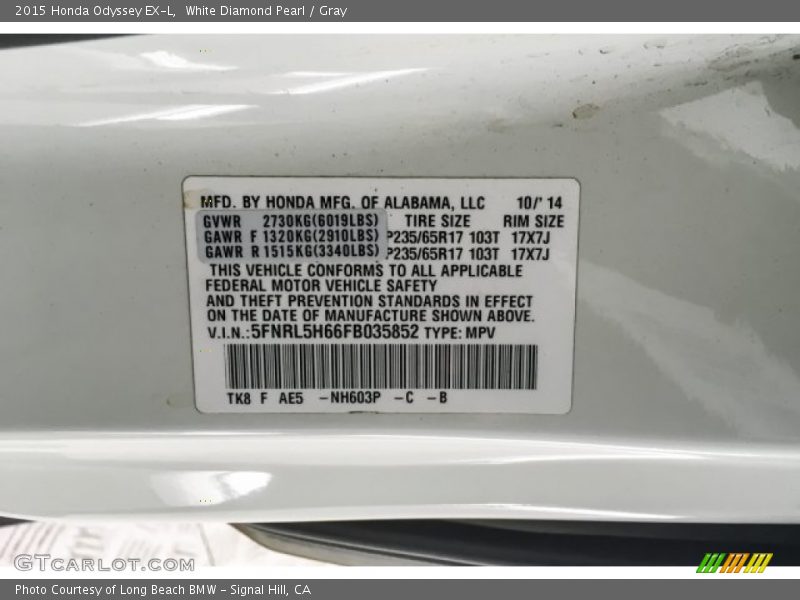 2015 Honda Odyssey EX-L, White Diamond Pearl / Gray
MFD. BY HONDA MFG. OF ALABAMA, LLC 10/'14
GVWR 2730KG(6019LBS) TIRE SIZE RIM SIZE
GAWR F 1320KG(2910LBS) P235/65R17 103T 17X7J
GAWR R 1515KG(3340LBS) P235/65R17 103T 17X7J
THIS VEHICLE CONFORMS TO ALL APPLICABLE
FEDERAL MOTOR VEHICLE SAFETY
AND THEFT PREVENTION STANDARDS IN EFFECT
ON THE DATE OF MANUFACTURE SHOWN ABOVE.
V.I.N.:5FNRL5H66FB035852 TYPE: MPV
TK8 F AE5 -NH603P -C -B
GTCARLOT.COM
Photo Courtesy of Long Beach BMW - Signal Hill, CA